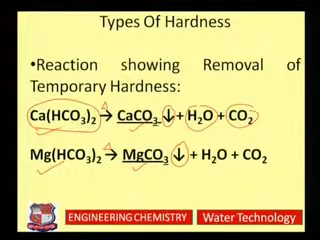 Types Of Hardness
•Reaction showing Removal of
Temporary Hardness:
Ca(HCO₃)₂ → CaCO₃ ↓ + H₂O + CO₂
Δ
Mg(HCO₃)₂ → MgCO₃ ↓ + H₂O + CO₂
Δ
ENGINEERING CHEMISTRY Water Technology